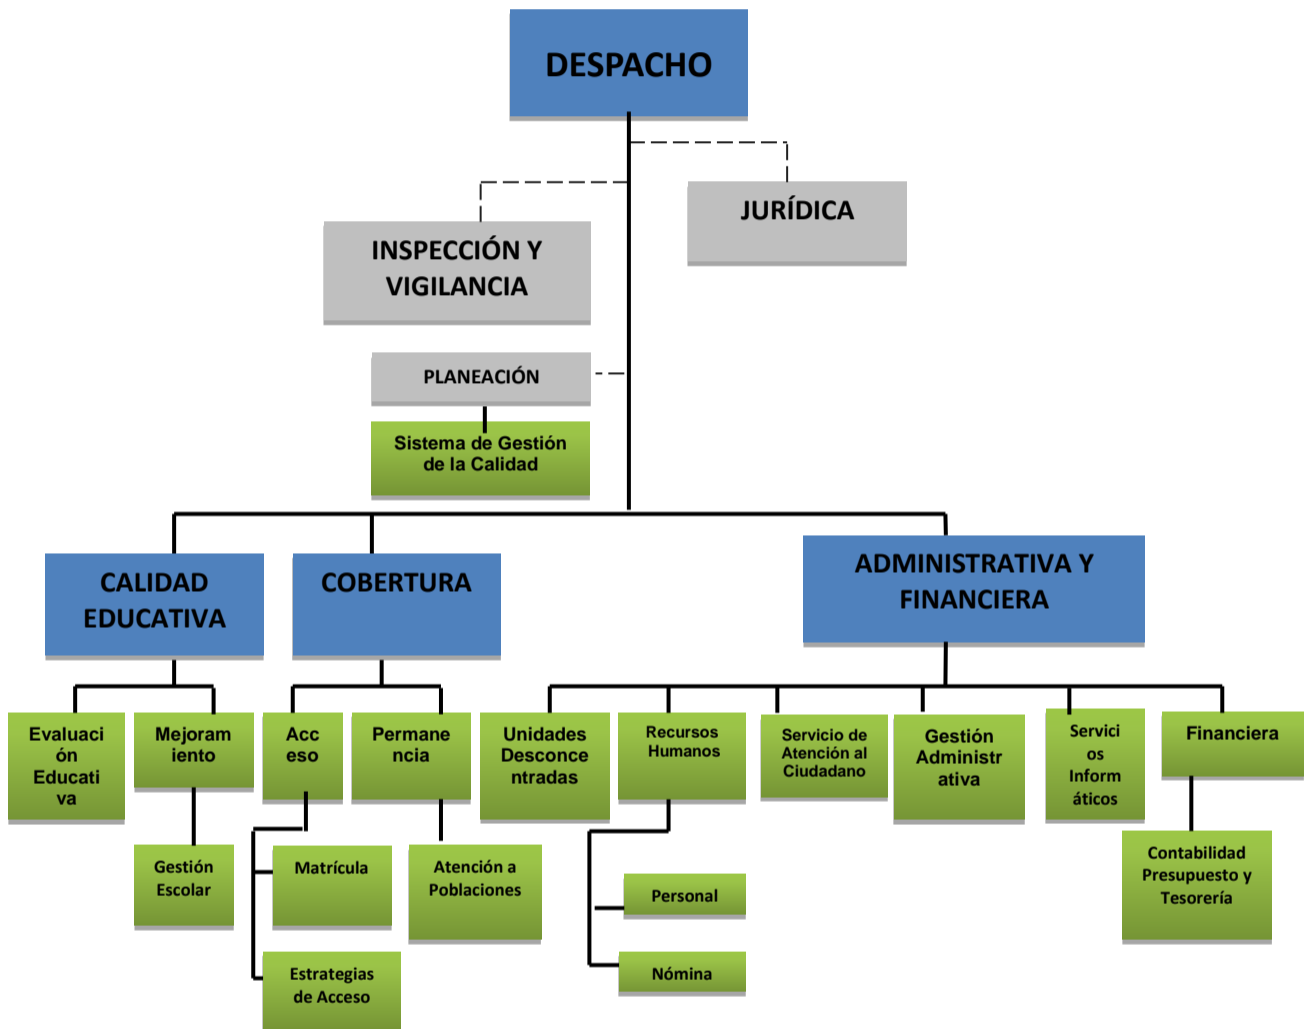 DESPACHO
JURÍDICA
INSPECCIÓN Y
VIGILANCIA
PLANEACIÓN
Sistema de Gestión
de la Calidad
CALIDAD
EDUCATIVA
COBERTURA
ADMINISTRATIVA Y
FINANCIERA
Evaluaci
ón
Educati
va
Mejoram
iento
Acc
eso
Permane
ncia
Unidades
Desconce
ntradas
Recursos
Humanos
Servicio de
Atención al
Ciudadano
Gestión
Administr
ativa
Servici
os
Inform
áticos
Financiera
Gestión
Escolar
Matrícula
Atención a
Poblaciones
Personal
Contabilidad
Presupuesto y
Tesorería
Estrategias
de Acceso
Nómina